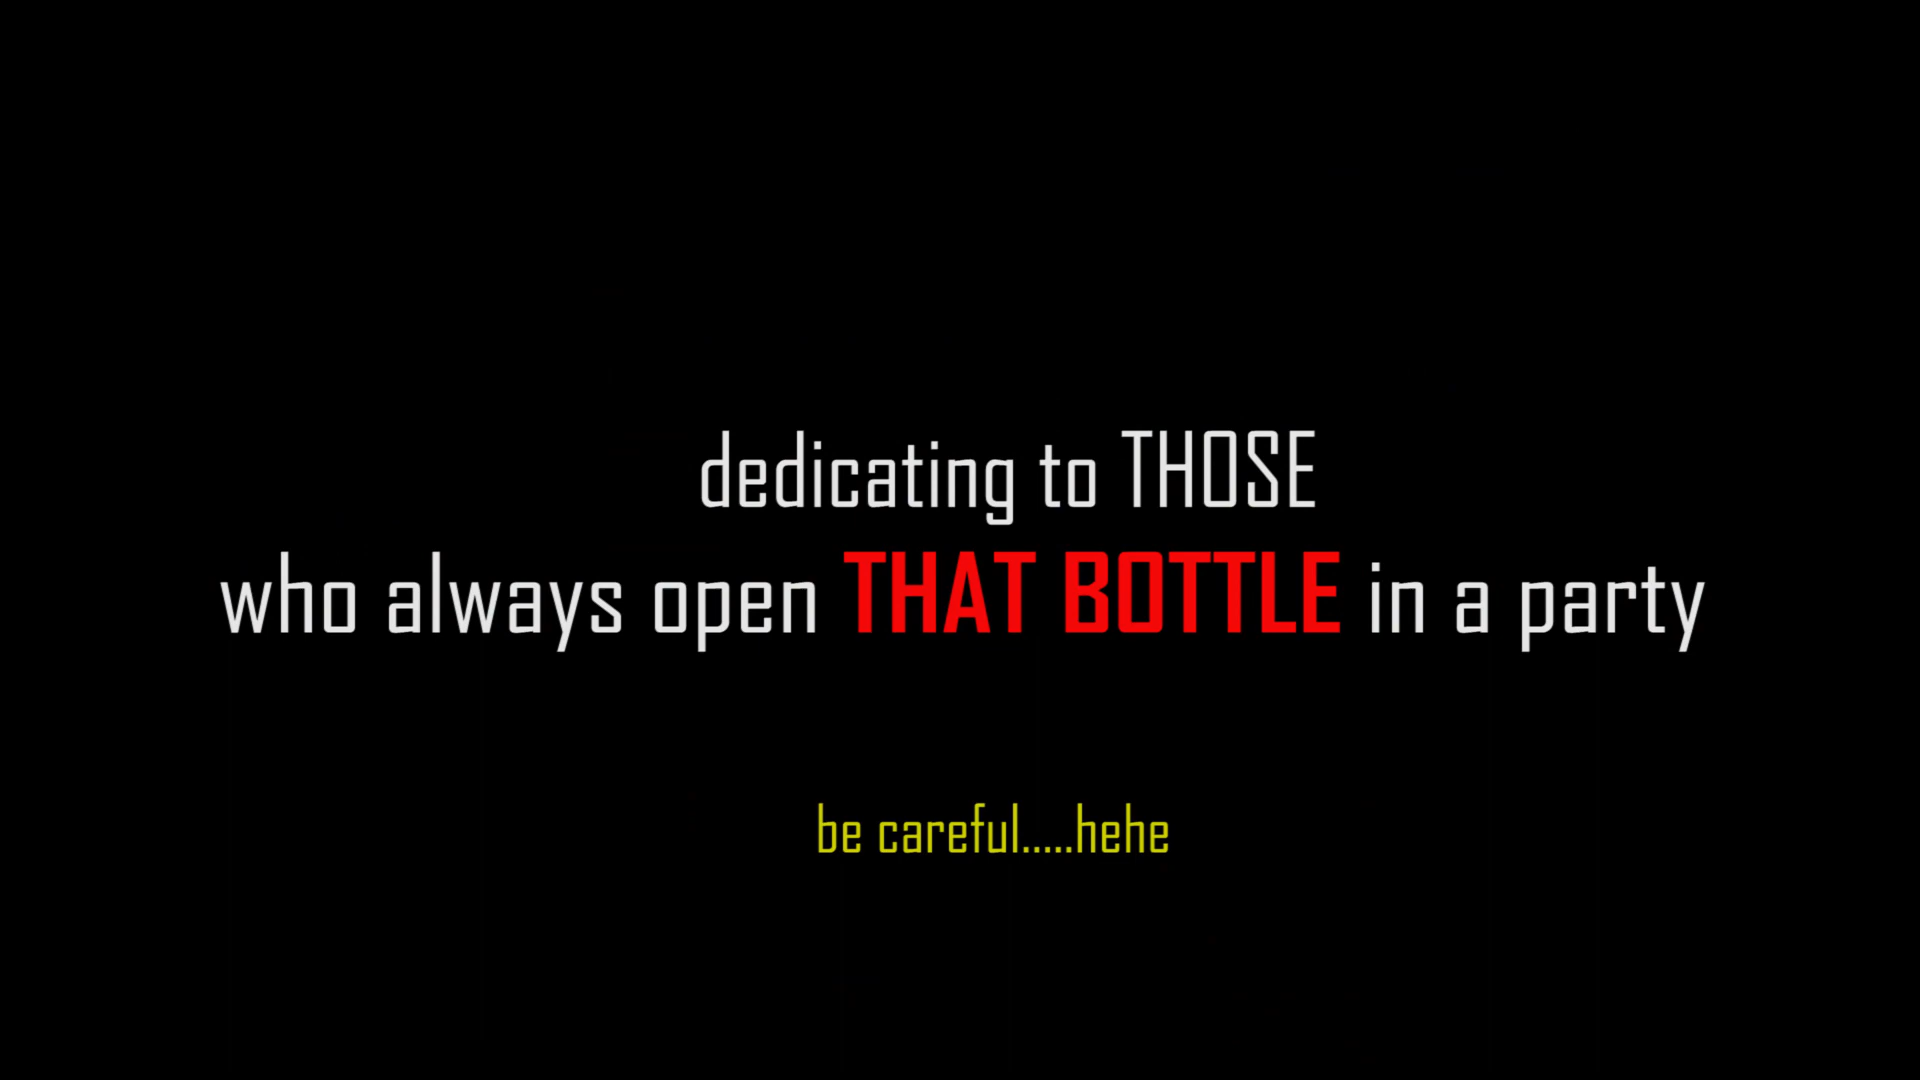 dedicating to THOSE
who always open THAT BOTTLE in a party
be careful.....hehe